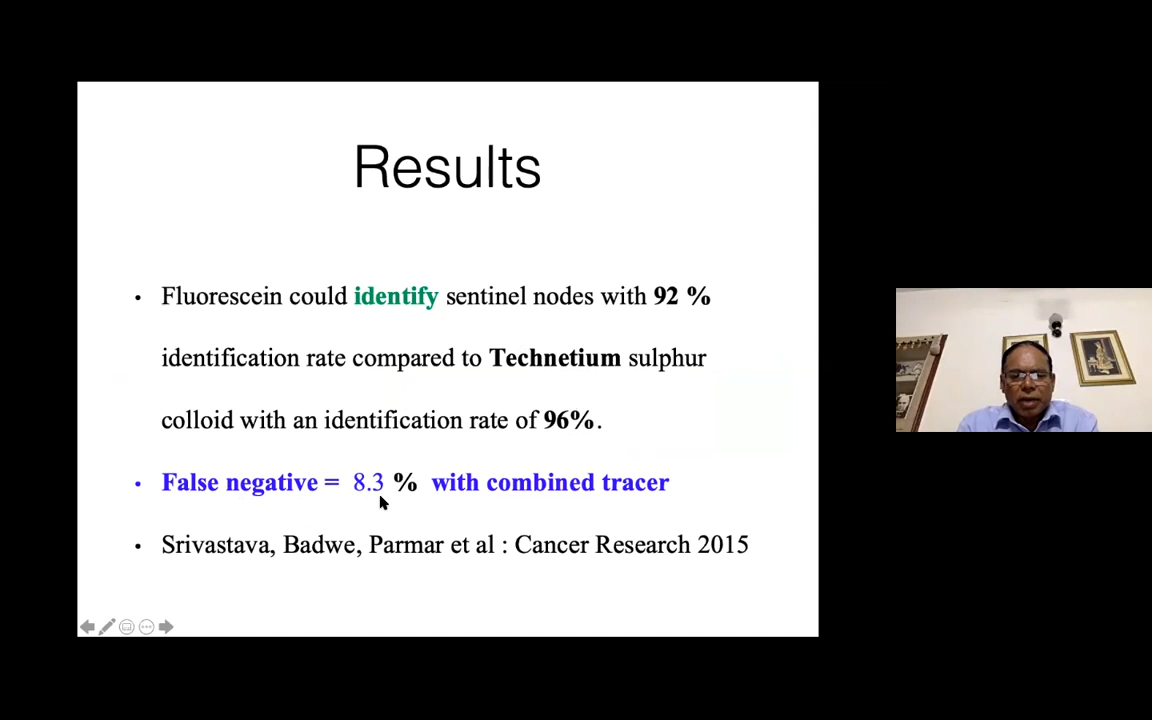 Results
• Fluorescein could identify sentinel nodes with 92 %
identification rate compared to Technetium sulphur
colloid with an identification rate of 96%.
• False negative = 8.3 % with combined tracer
• Srivastava, Badwe, Parmar et al : Cancer Research 2015